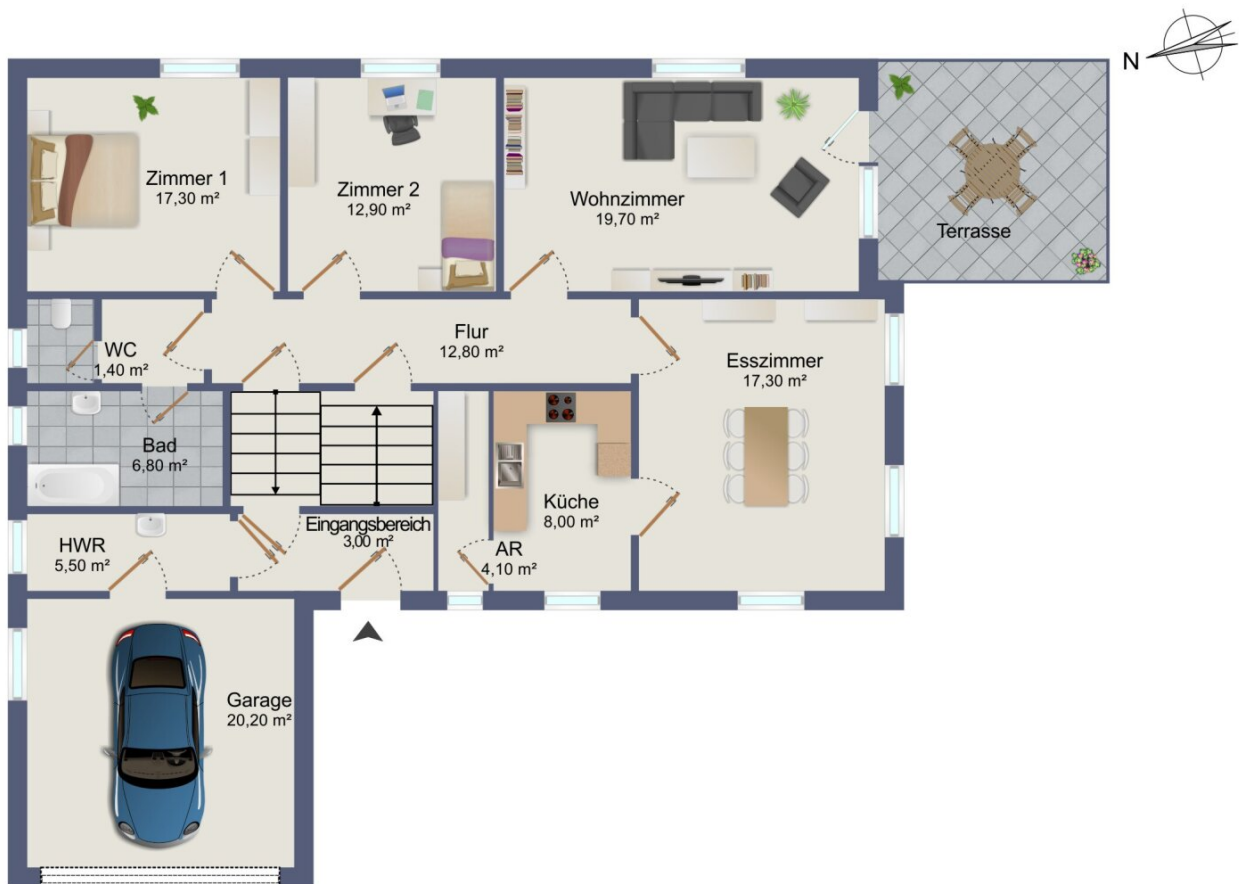 N
Zimmer 1
17,30 m²
Zimmer 2
12,90 m²
Wohnzimmer
19,70 m²
Terrasse
WC
1,40 m²
Flur
12,80 m²
Esszimmer
17,30 m²
Bad
6,80 m²
Küche
8,00 m²
Eingangsbereich
3,00 m²
HWR
5,50 m²
AR
4,10 m²
Garage
20,20 m²